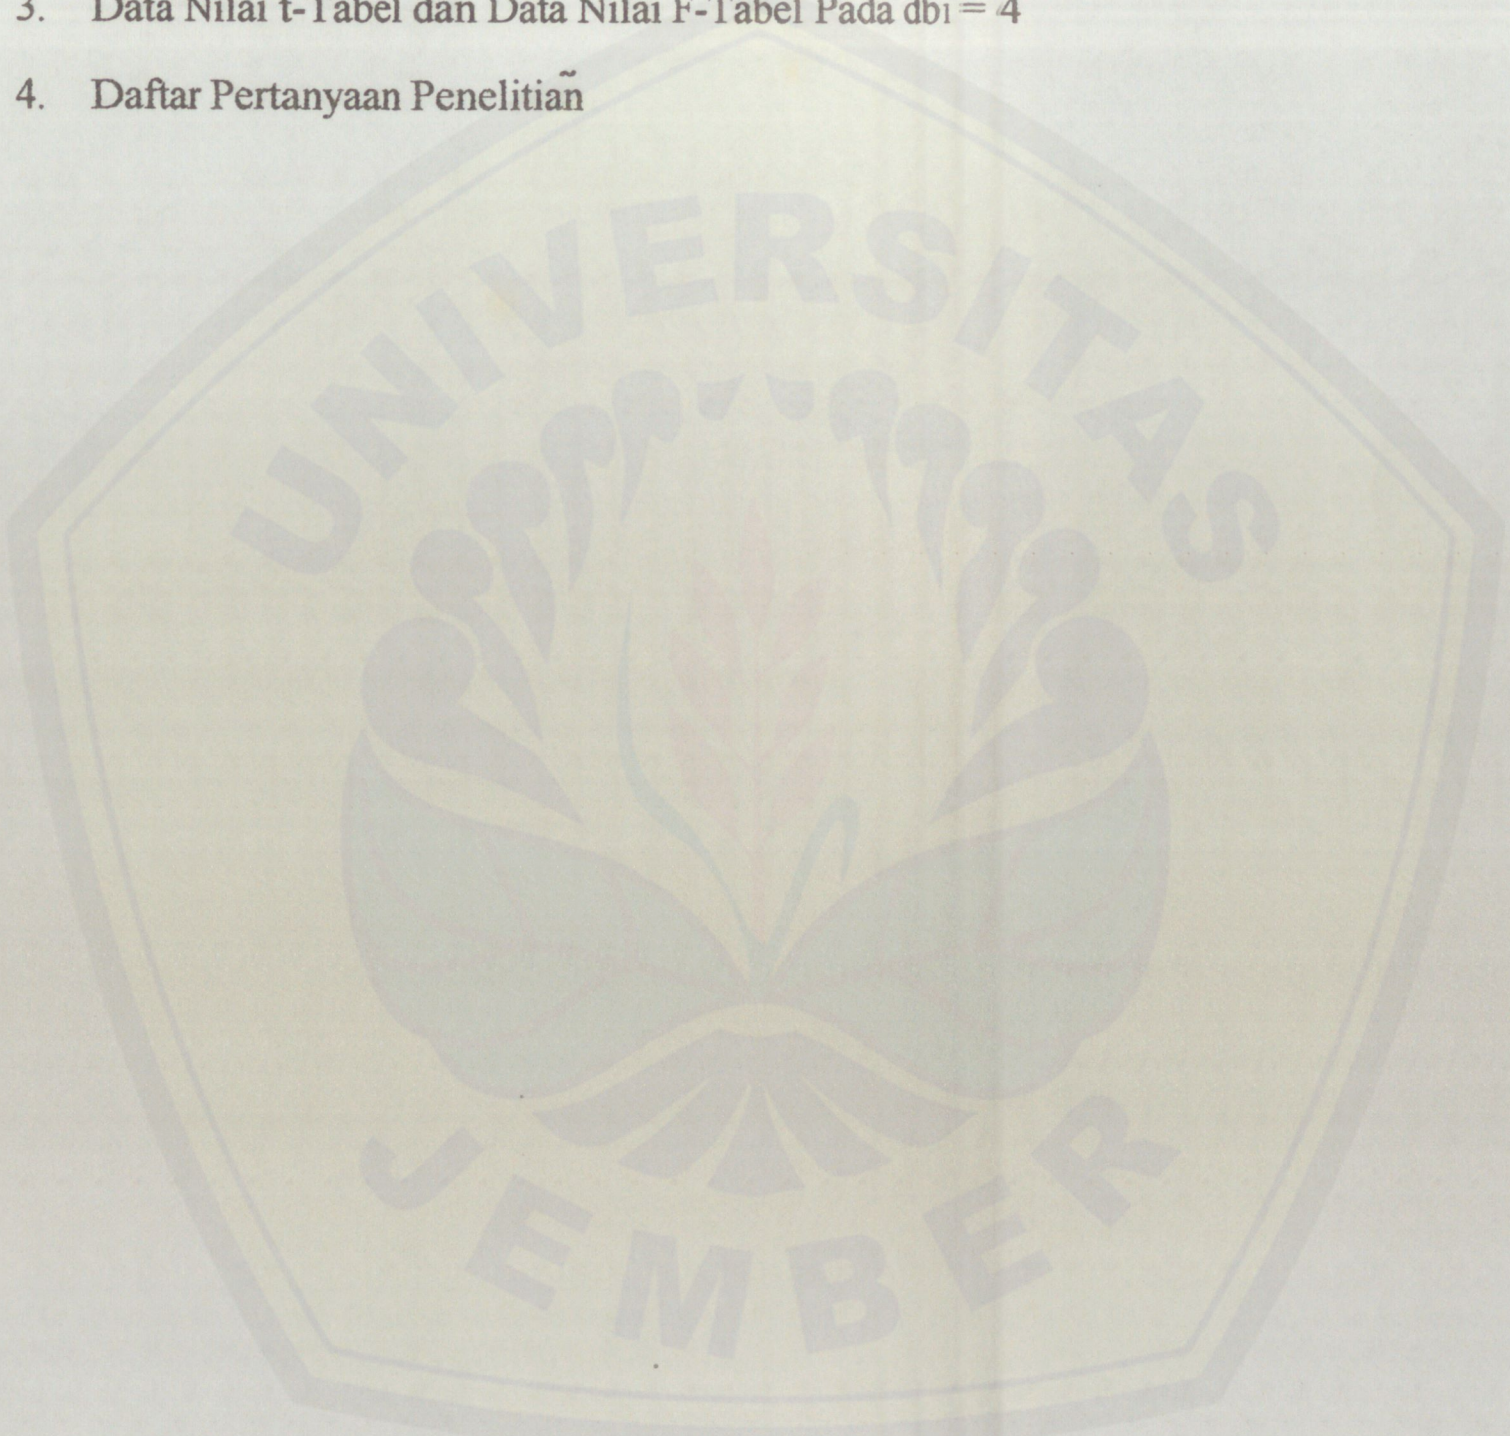 3. Data Nilai t-Tabel dan Data Nilai F-Tabel Pada db1 = 4
4. Daftar Pertanyaan Penelitian
UNIVERSITAS
JEMBER